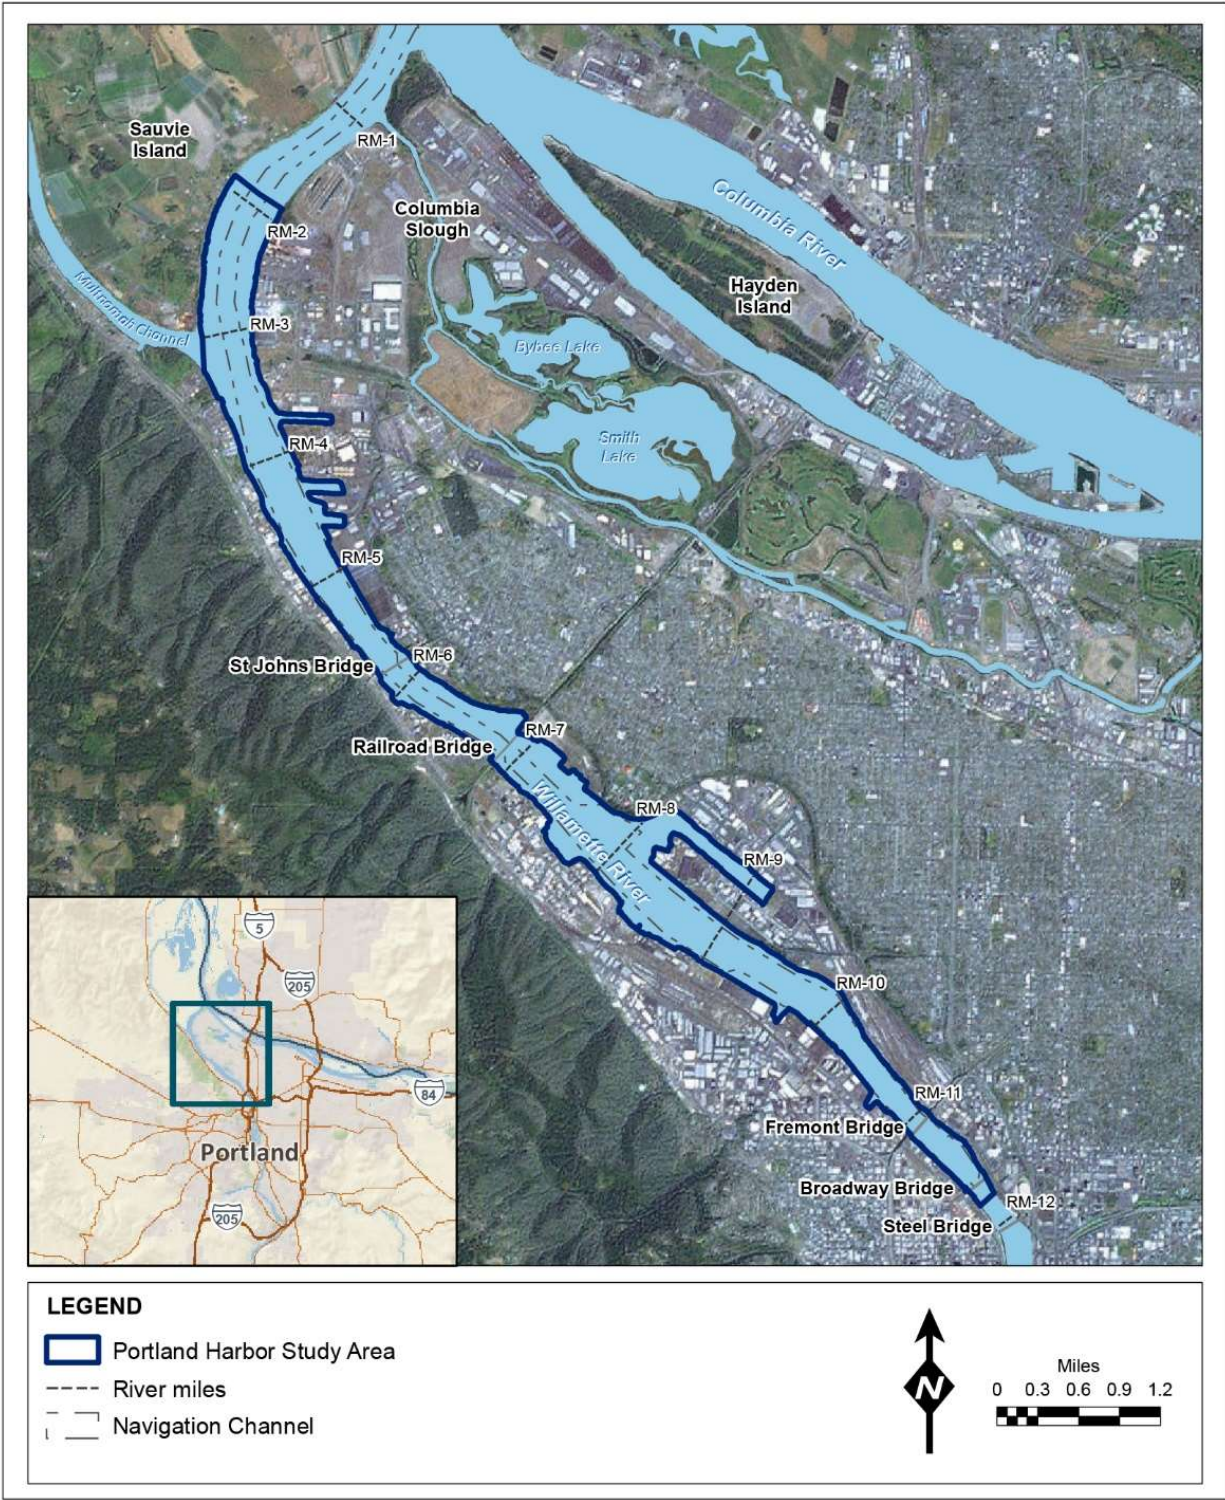 Sauvie
Island
RM-1
Columbia
Slough
Columbia River
RM-2
Hayden
Island
Multnomah Channel
RM-3
Bybee Lake
RM-4
Smith
Lake
RM-5
St Johns Bridge
RM-6
RM-7
Railroad Bridge
Willamette River
RM-8
RM-9
RM-10
RM-11
Fremont Bridge
Broadway Bridge
RM-12
Steel Bridge
5
205
84
Portland
205
LEGEND
Portland Harbor Study Area
River miles
Navigation Channel
N
Miles
0 0.3 0.6 0.9 1.2